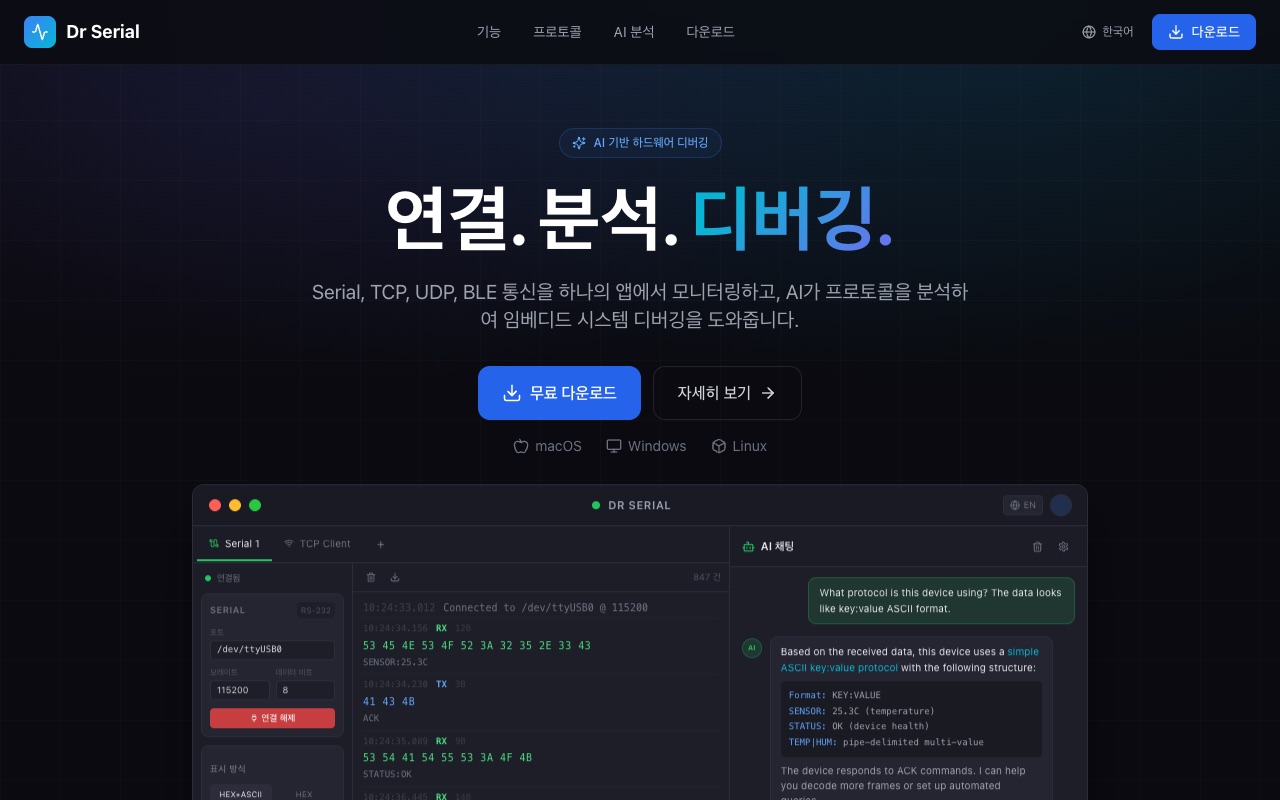 Dr Serial
기능
프로토콜
AI 분석
다운로드
한국어
다운로드
AI 기반 하드웨어 디버깅
연결. 분석. 디버깅.
Serial, TCP, UDP, BLE 통신을 하나의 앱에서 모니터링하고, AI가 프로토콜을 분석하
여 임베디드 시스템 디버깅을 도와줍니다.
무료 다운로드
자세히 보기
macOS
Windows
Linux
DR SERIAL
EN
Serial 1
TCP Client
+
연결됨
SERIAL
RS-232
포트
/dev/ttyUSB0
보레이트
데이터 비트
115200
8
연결 해제
표시 방식
HEX+ASCII
HEX
847 건
10:24:33.012 Connected to /dev/ttyUSB0 @ 115200
10:24:34.156 RX 12B
53 45 4E 53 4F 52 3A 32 35 2E 33 43
SENSOR:25.3C
10:24:34.230 TX 3B
41 43 4B
ACK
10:24:35.089 RX 9B
53 54 41 54 55 53 3A 4F 4B
STATUS:OK
10:24:36.445 RX 14B
AI 채팅
What protocol is this device using? The data looks
like key:value ASCII format.
AI
Based on the received data, this device uses a simple
ASCII key:value protocol with the following structure:
Format: KEY:VALUE
SENSOR: 25.3C (temperature)
STATUS: OK (device health)
TEMP|HUM: pipe-delimited multi-value
The device responds to ACK commands. I can help
you decode more frames or set up automated
queries.